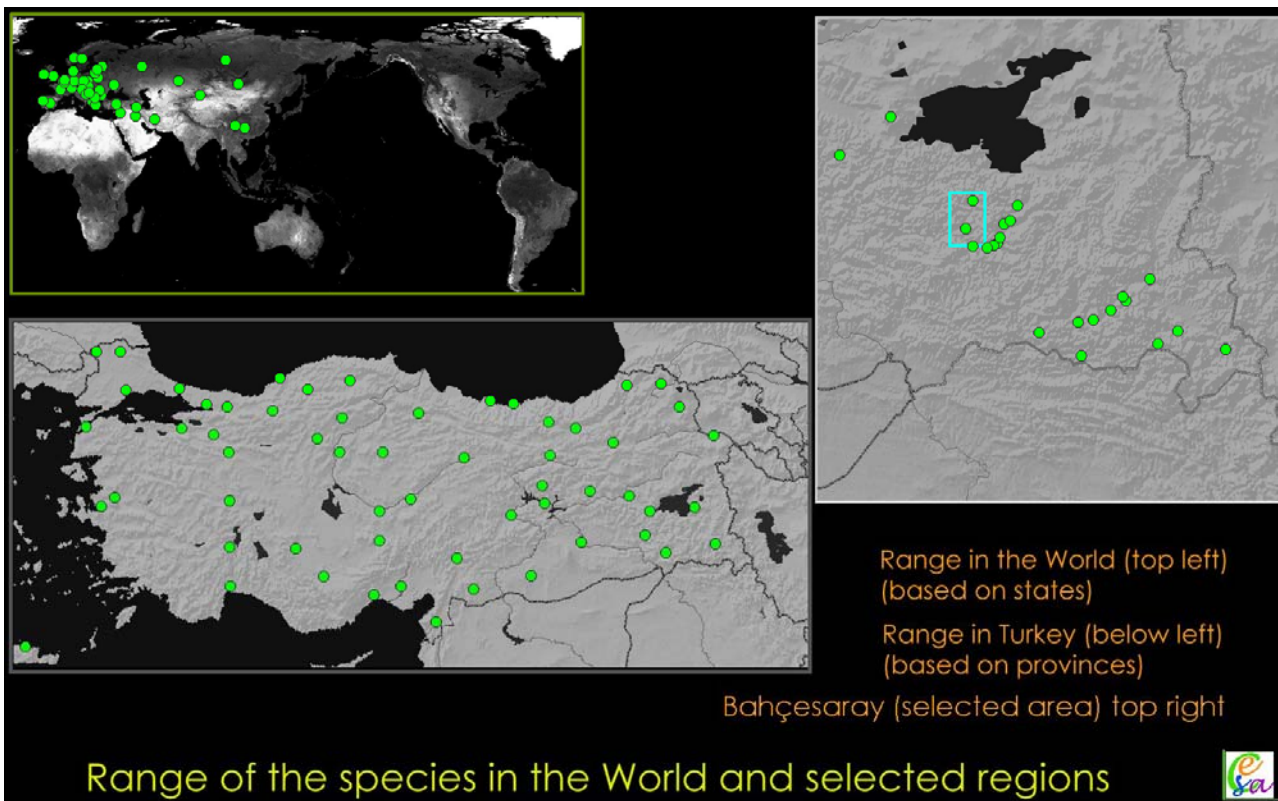 Range in the World (top left)
(based on states)
Range in Turkey (below left)
(based on provinces)
Bahçesaray (selected area) top right
Range of the species in the World and selected regions